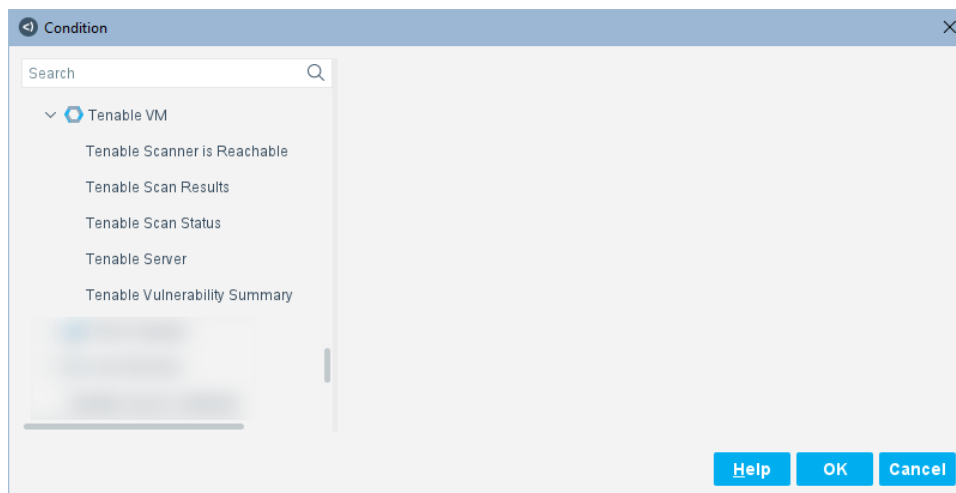 Condition
Search
Tenable VM
Tenable Scanner is Reachable
Tenable Scan Results
Tenable Scan Status
Tenable Server
Tenable Vulnerability Summary
Help OK Cancel